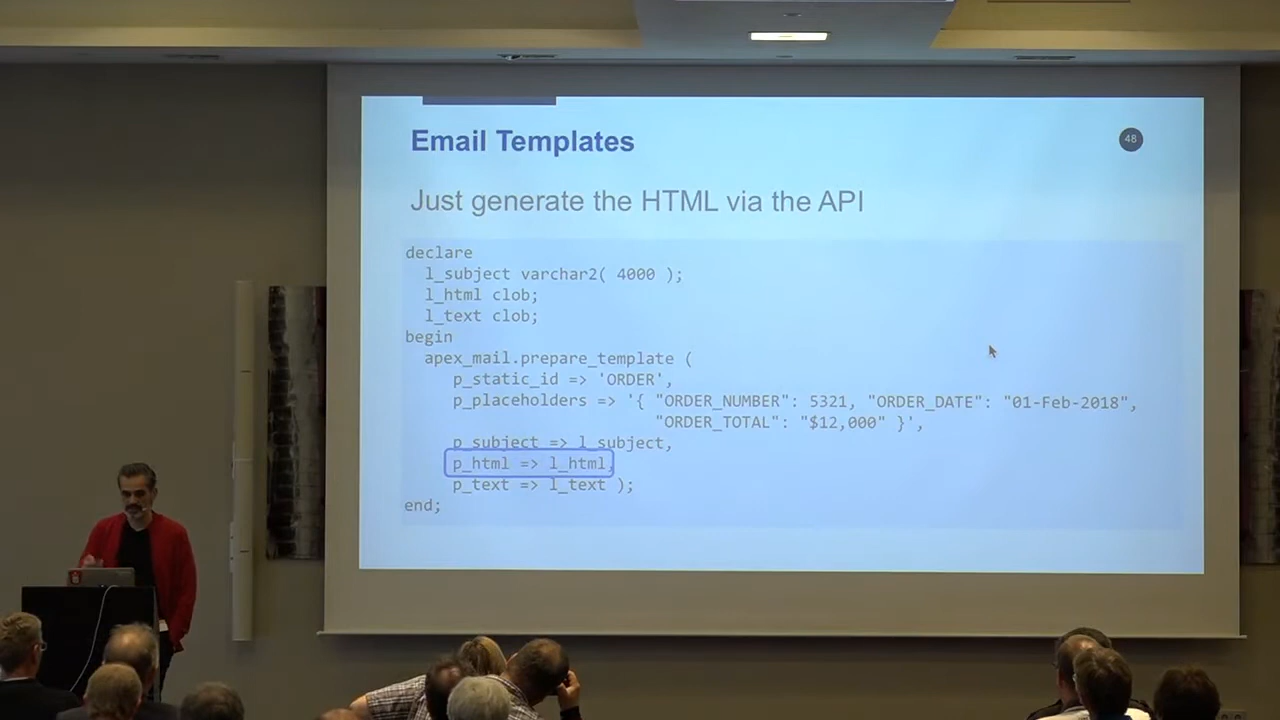 Email Templates
48
Just generate the HTML via the API
declare
l_subject varchar2( 4000 );
l_html clob;
l_text clob;
begin
apex_mail.prepare_template (
p_static_id => 'ORDER',
p_placeholders => '{ "ORDER_NUMBER": 5321, "ORDER_DATE": "01-Feb-2018",
"ORDER_TOTAL": "$12,000" }',
p_subject => l_subject,
p_html => l_html,
p_text => l_text );
end;